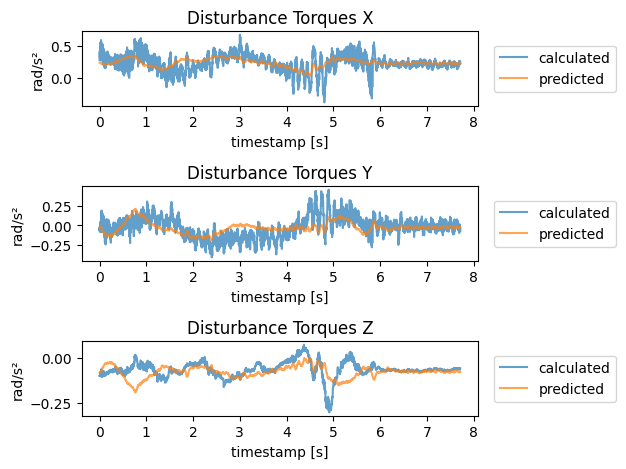 Disturbance Torques X
0.5
0.0
rad/s²
0 1 2 3 4 5 6 7 8
timestamp [s]
calculated
predicted
Disturbance Torques Y
0.25
0.00
−0.25
rad/s²
0 1 2 3 4 5 6 7 8
timestamp [s]
calculated
predicted
Disturbance Torques Z
0.00
−0.25
rad/s²
0 1 2 3 4 5 6 7 8
timestamp [s]
calculated
predicted